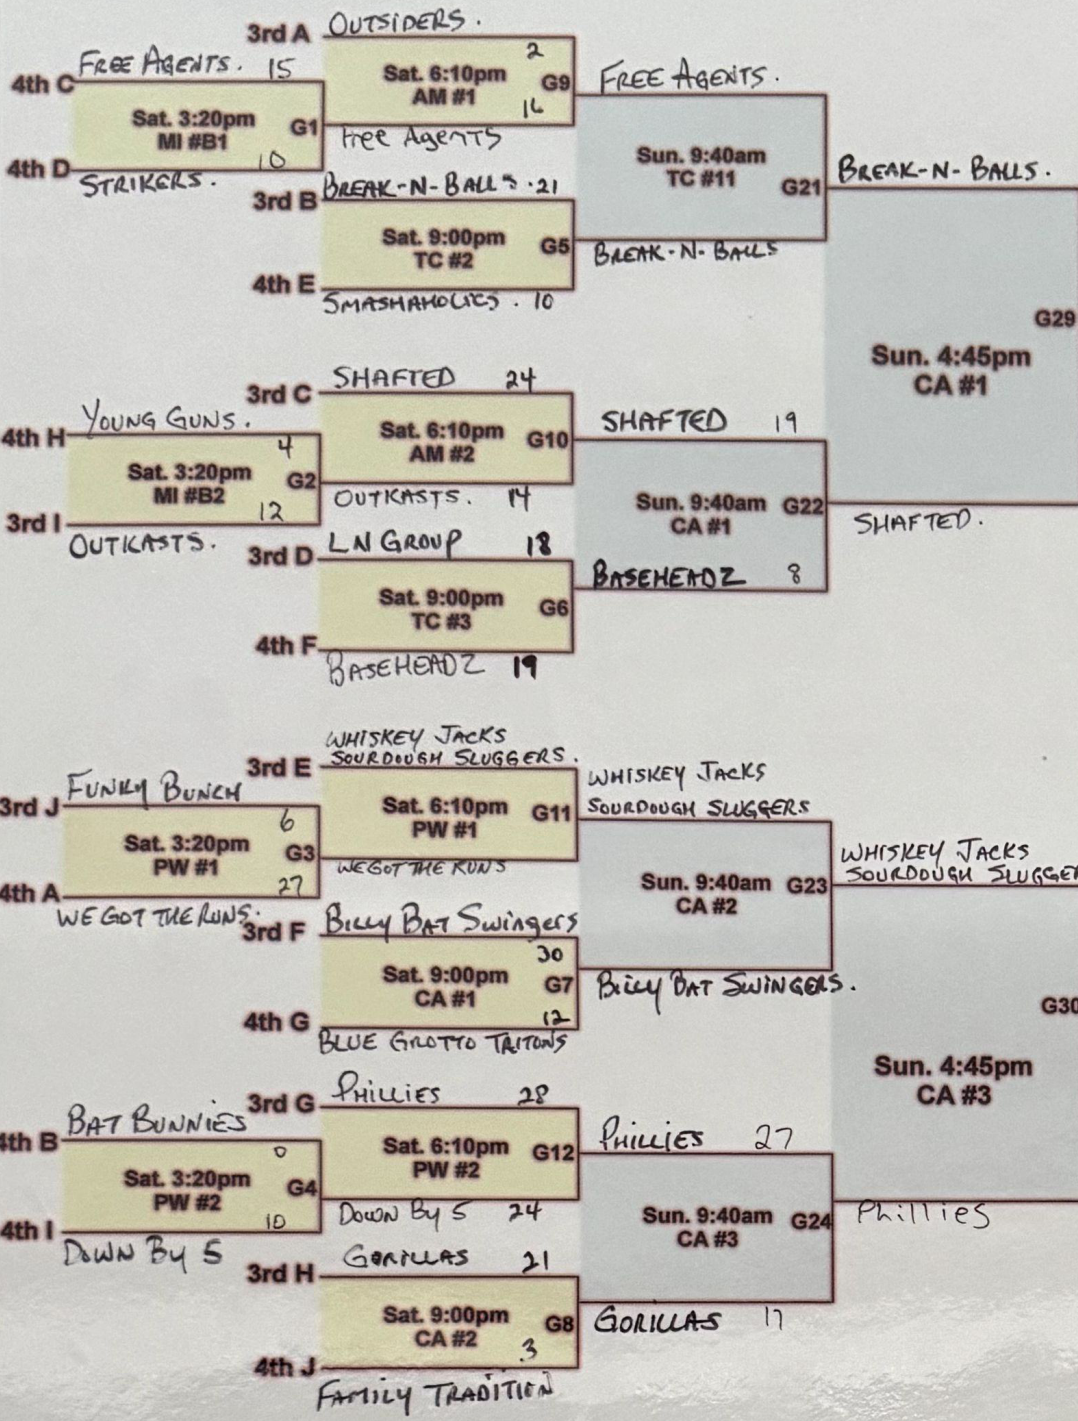 3rd A OUTSIDERS.
2
4th C FREE AGENTS. 15
Sat. 6:10pm
AM #1
G9
FREE AGENTS.
Sat. 3:20pm
MI #B1
G1
16
Free Agents
10
4th D STRIKERS.
Sun. 9:40am
TC #11
G21
BREAK-N-BALLS.
3rd B BREAK-N-BALLS. 21
Sat. 9:00pm
TC #2
G5
BREAK-N-BALLS
4th E SMASHAHOLICS. 10
G29
Sun. 4:45pm
CA #1
3rd C SHAFTED 24
4th H YOUNG GUNS.
4
Sat. 6:10pm
AM #2
G10
SHAFTED 19
Sat. 3:20pm
MI #B2
G2
OUTKASTS. 14
12
3rd I OUTKASTS.
Sun. 9:40am
CA #1
G22
SHAFTED.
3rd D LN GROUP 18
BASEHEADZ 8
Sat. 9:00pm
TC #3
G6
4th F BASEHEADZ 19
WHISKEY JACKS
3rd E SOURDOUGH SLUGGERS.
WHISKEY JACKS
SOURDOUGH SLUGGERS
3rd J FUNKY BUNCH
6
Sat. 6:10pm
PW #1
G11
Sat. 3:20pm
PW #1
G3
WE GOT THE RUNS
27
4th A WE GOT THE RUNS.
Sun. 9:40am
CA #2
G23
WHISKEY JACKS
SOURDOUGH SLUGGER
3rd F Billy Bat Swingers
30
Sat. 9:00pm
CA #1
G7
BILLY BAT SWINGERS.
12
4th G BLUE GROTTO TRITONS
G30
Sun. 4:45pm
CA #3
3rd G PHILLIES 28
4th B BAT BUNNIES
0
Sat. 6:10pm
PW #2
G12
PHILLIES 27
Sat. 3:20pm
PW #2
G4
DOWN BY 5 24
10
4th I DOWN BY 5
Sun. 9:40am
CA #3
G24
Phillies
3rd H GORILLAS 21
Sat. 9:00pm
CA #2
G8
GORILLAS 17
3
4th J FAMILY TRADITION